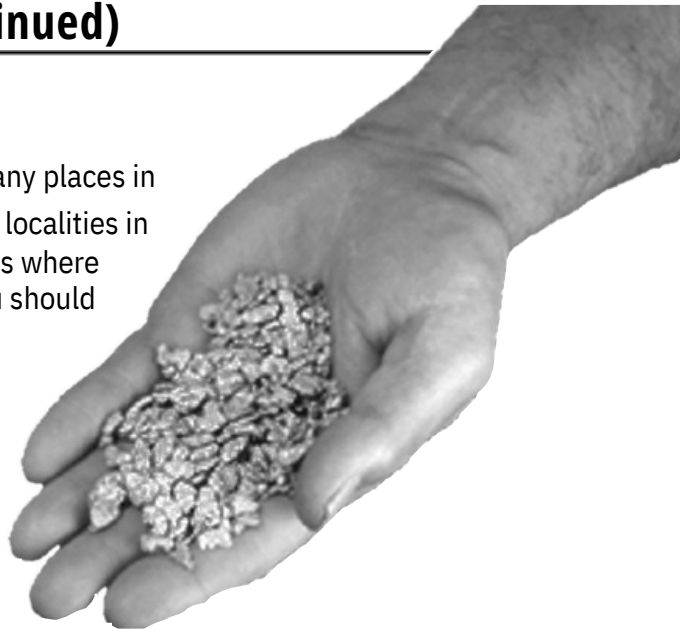 inued)
any places in
localities in
s where
should